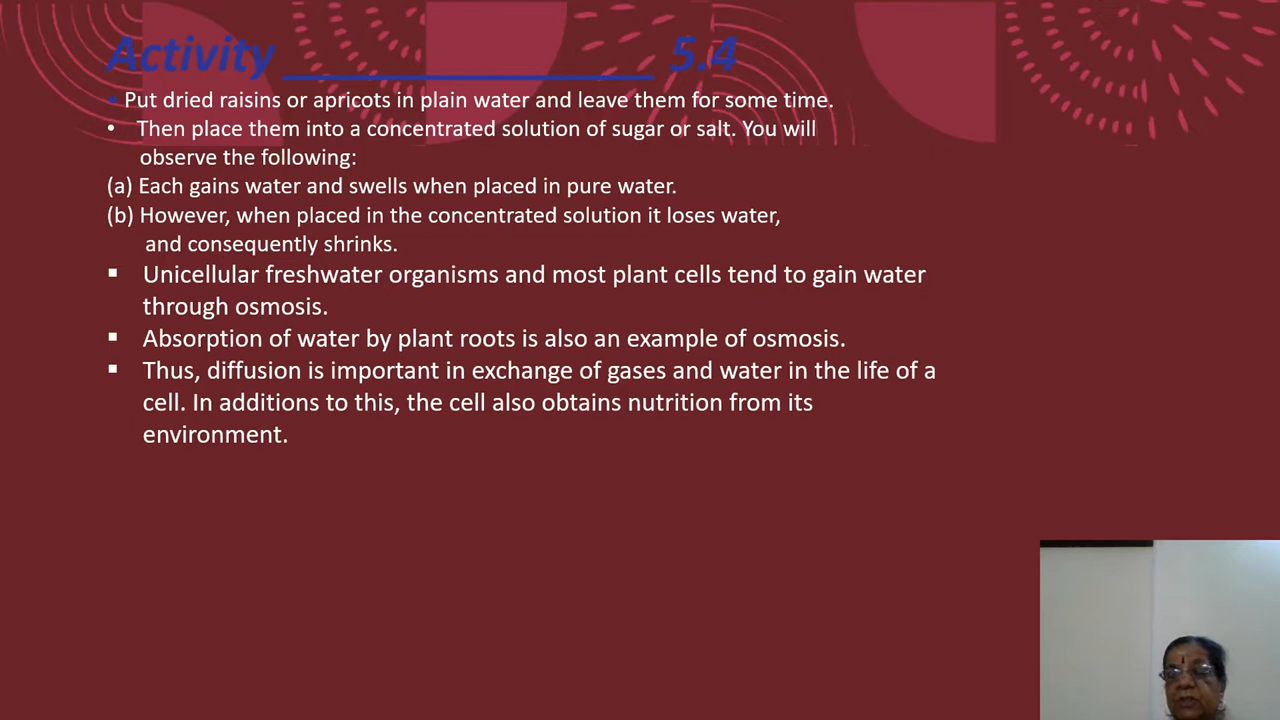 Activity ________________ 5.4
• Put dried raisins or apricots in plain water and leave them for some time.
• Then place them into a concentrated solution of sugar or salt. You will
observe the following:
(a) Each gains water and swells when placed in pure water.
(b) However, when placed in the concentrated solution it loses water,
and consequently shrinks.
▪ Unicellular freshwater organisms and most plant cells tend to gain water
through osmosis.
▪ Absorption of water by plant roots is also an example of osmosis.
▪ Thus, diffusion is important in exchange of gases and water in the life of a
cell. In additions to this, the cell also obtains nutrition from its
environment.